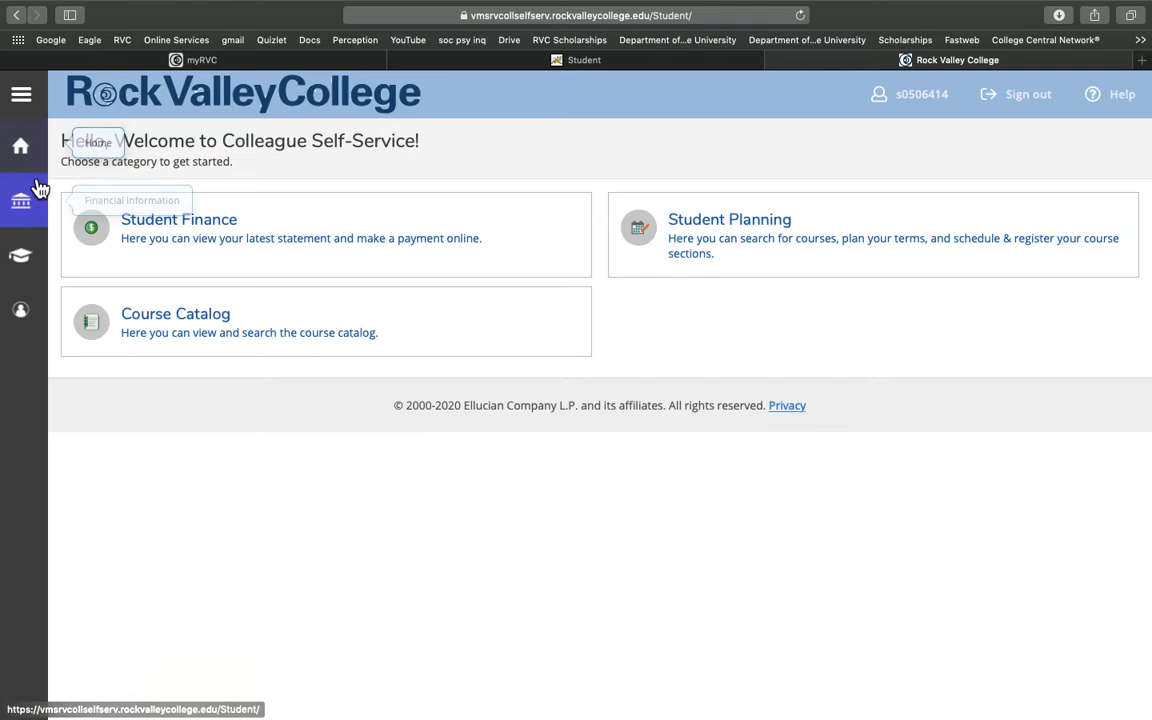 vmsrvcollselfserv.rockvalleycollege.edu/Student/
Google Eagle RVC Online Services gmail Quizlet Docs Perception YouTube soc psy inq Drive RVC Scholarships Department of...e University Department of...e University Scholarships Fastweb College Central Network® >>
myRVC Student Rock Valley College +
RockValleyCollege s0506414 Sign out Help
Hello, Welcome to Colleague Self-Service!
Home
Choose a category to get started.
Financial Information
Student Finance
Here you can view your latest statement and make a payment online.
Student Planning
Here you can search for courses, plan your terms, and schedule & register your course
sections.
Course Catalog
Here you can view and search the course catalog.
© 2000-2020 Ellucian Company L.P. and its affiliates. All rights reserved. Privacy
https://vmsrvcollselfserv.rockvalleycollege.edu/Student/